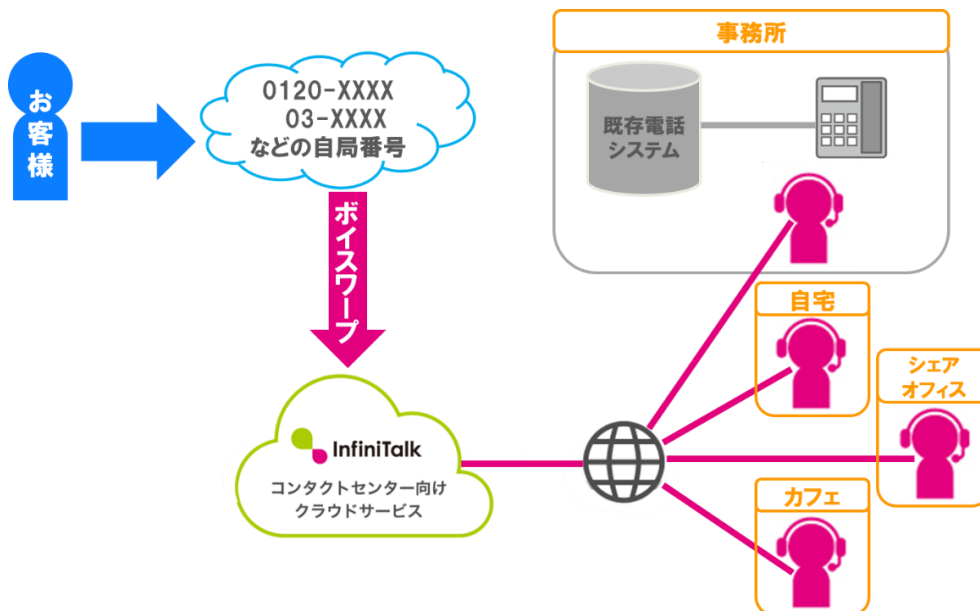 お客様
0120-XXXX
03-XXXX
などの自局番号
ボイスワープ
InfiniTalk
コンタクトセンター向け
クラウドサービス
事務所
既存電話
システム
自宅
シェア
オフィス
カフェ